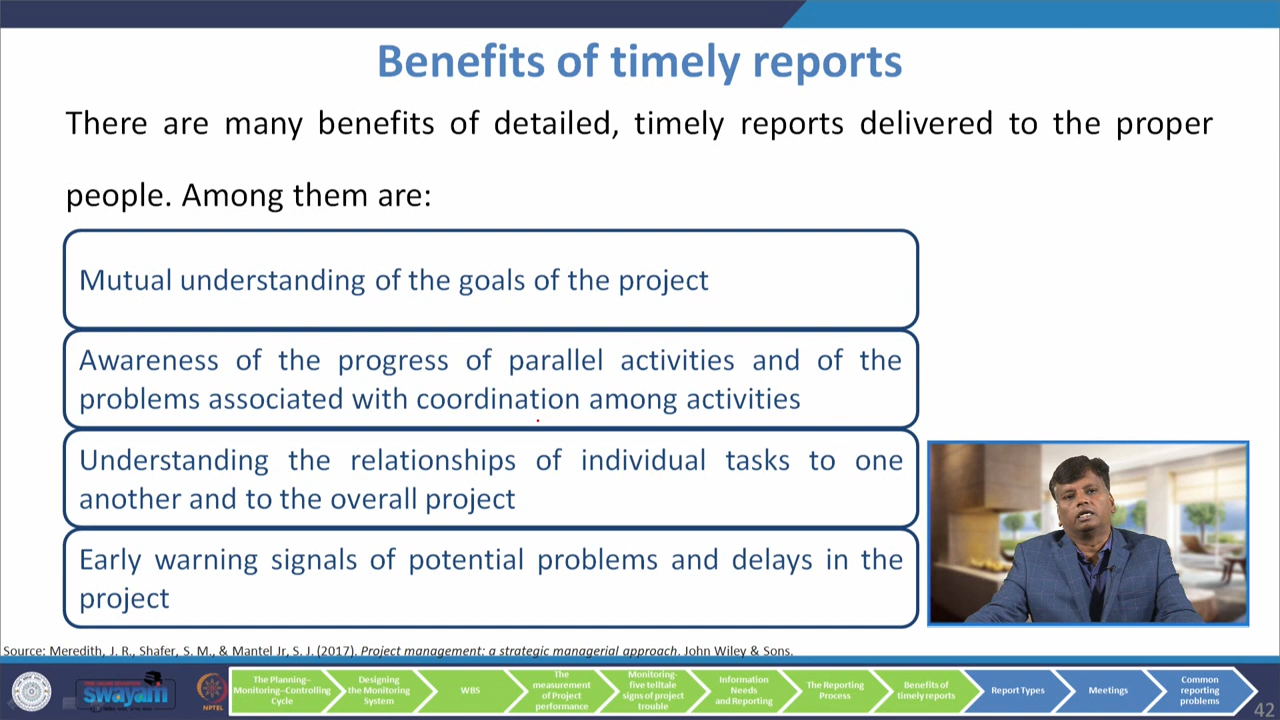 Benefits of timely reports
There are many benefits of detailed, timely reports delivered to the proper
people. Among them are:
Mutual understanding of the goals of the project
Awareness of the progress of parallel activities and of the
problems associated with coordination among activities
Understanding the relationships of individual tasks to one
another and to the overall project
Early warning signals of potential problems and delays in the
project
Source: Meredith, J. R., Shafer, S. M., & Mantel Jr, S. J. (2017). Project management: a strategic managerial approach. John Wiley & Sons.
swayam
NPTEL
The Planning–
Monitoring–Controlling
Cycle
Designing
the Monitoring
System
WBS
The
measurement
of Project
performance
Monitoring-
five telltale
signs of project
trouble
Information
Needs
and Reporting
The Reporting
Process
Benefits of
timely reports
Report Types
Meetings
Common
reporting
problems
42